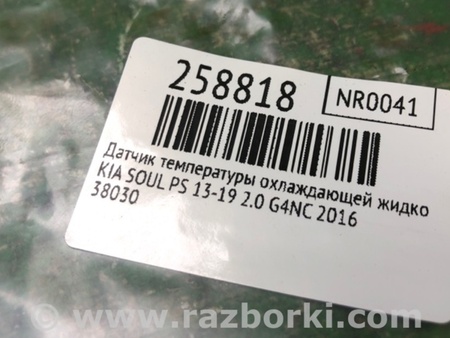 258818
NR0041
Датчик температуры охлаждающей жидко
KIA SOUL PS 13-19 2.0 G4NC 2016
38030
© www.razborki.com